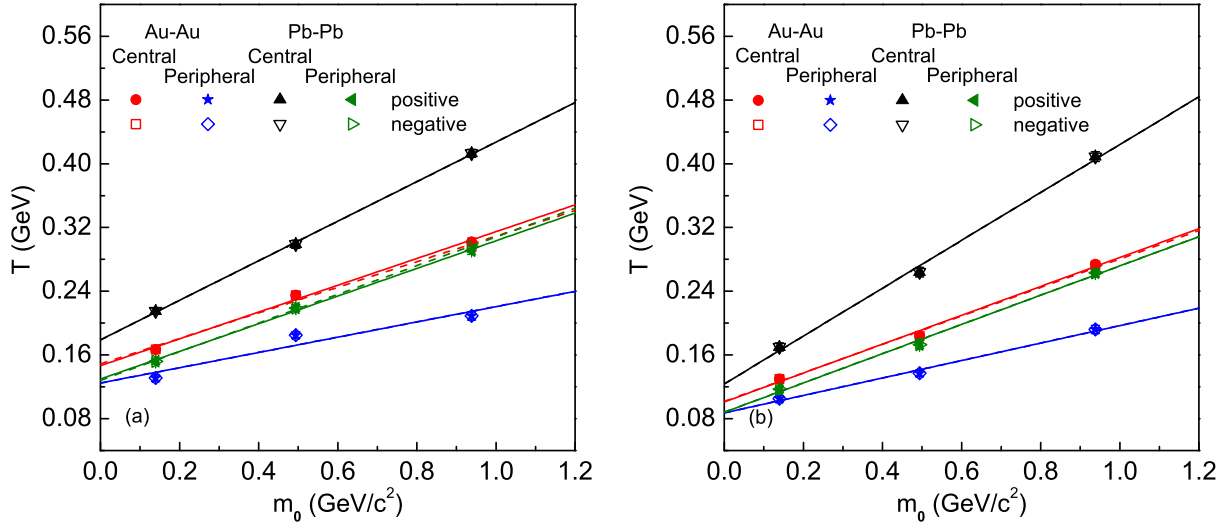 0.56
0.48
0.40
0.32
0.24
0.16
0.08
T (GeV)
Au-Au Pb-Pb
Central Central
Peripheral Peripheral
positive
negative
(a)
0.0 0.2 0.4 0.6 0.8 1.0 1.2
m0 (GeV/c2)
0.56
0.48
0.40
0.32
0.24
0.16
0.08
T (GeV)
Au-Au Pb-Pb
Central Central
Peripheral Peripheral
positive
negative
(b)
0.0 0.2 0.4 0.6 0.8 1.0 1.2
m0 (GeV/c2)